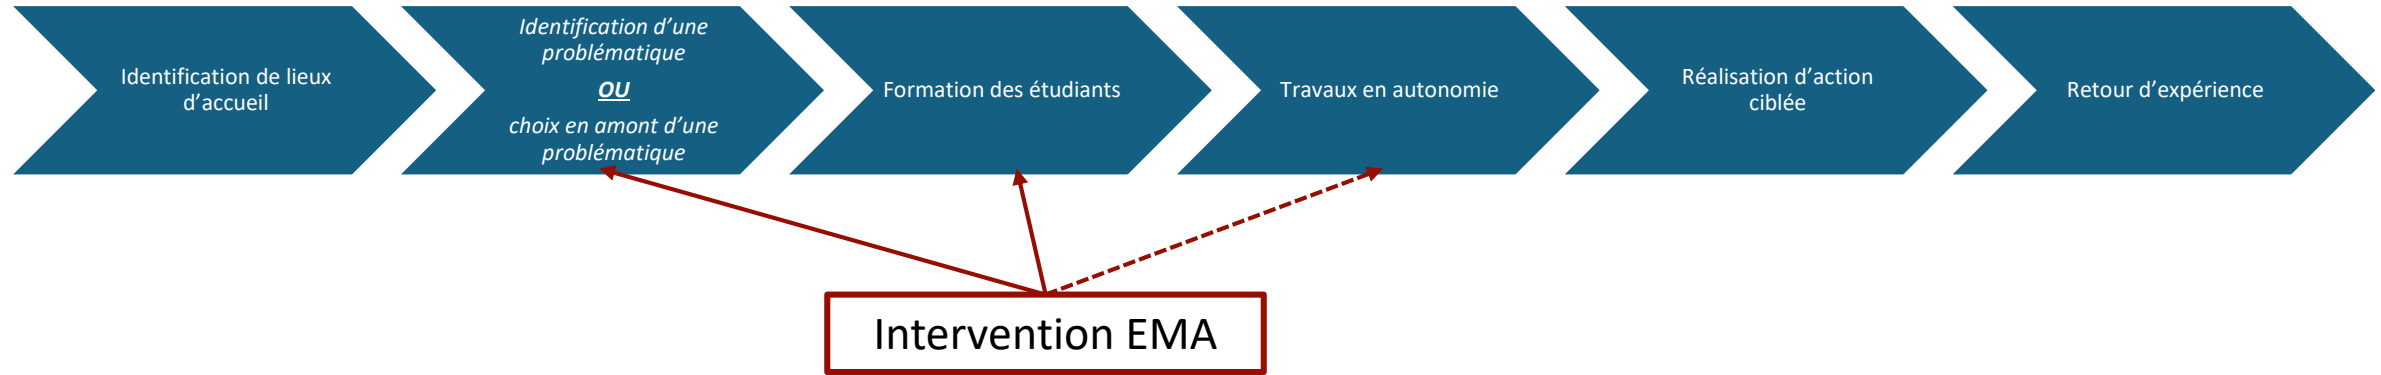 Identification de lieux
d’accueil
Identification d’une
problématique
OU
choix en amont d’une
problématique
Formation des étudiants
Travaux en autonomie
Réalisation d’action
ciblée
Retour d’expérience
Intervention EMA